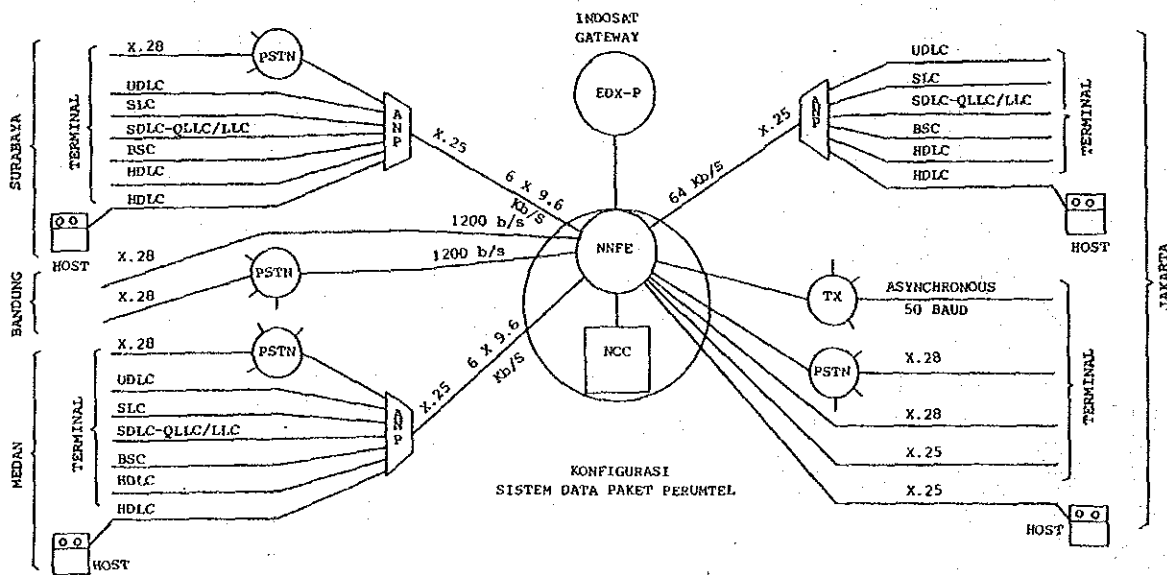 INDOSAT
GATEWAY
EDX-P
SURABAYA
TERMINAL
X.28
PSTN
UDLC
SLC
SDLC-QLLC/LLC
BSC
HDLC
HDLC
HOST
ANP
X.25
6 X 9.6
Kb/S
1200 b/s
1200 b/s
BANDUNG
X.28
X.28
PSTN
MEDAN
TERMINAL
X.28
PSTN
UDLC
SLC
SDLC-QLLC/LLC
BSC
HDLC
HDLC
HOST
ANP
X.25
6 X 9.6
Kb/S
NNFE
NCC
X.25
64 Kb/S
ANP
UDLC
SLC
SDLC-QLLC/LLC
BSC
HDLC
HDLC
TERMINAL
HOST
JAKARTA
TX
ASYNCHRONOUS
50 BAUD
PSTN
X.28
X.28
X.25
X.25
TERMINAL
HOST
KONFIGURASI
SISTEM DATA PAKET PERUMTEL